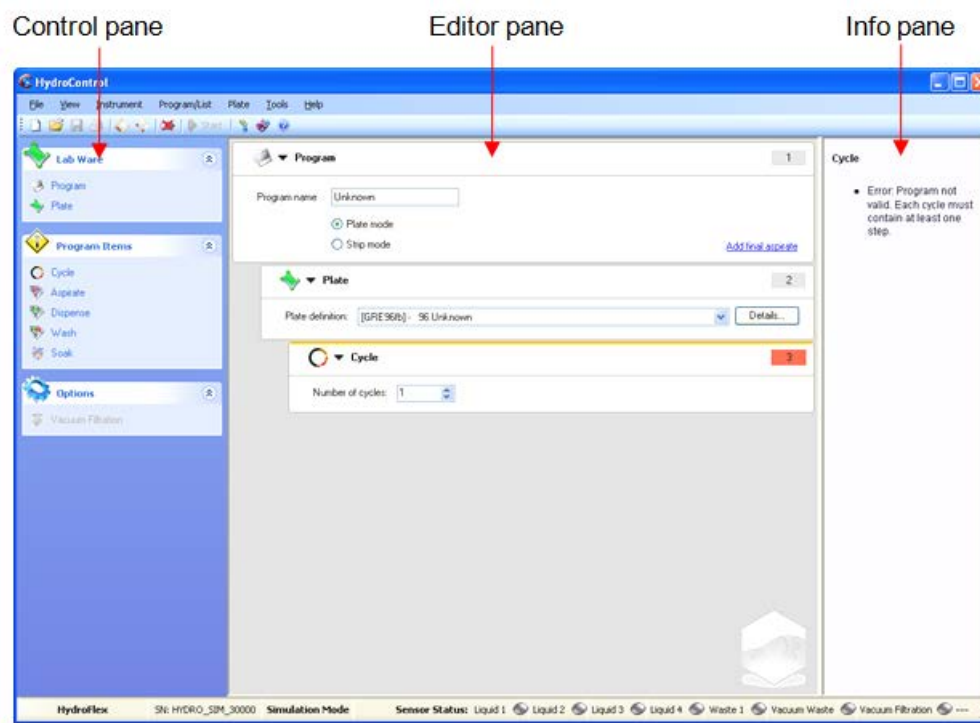 Control pane Editor pane Info pane
HydroControl
File View Instrument Program/List Plate Tools Help
Start
Lab Ware
Program
Plate
Program Items
Cycle
Aspirate
Dispense
Wash
Soak
Options
Vacuum Filtration
Program 1
Program name Unknown
Plate mode
Strip mode
Add final aspirate
Plate 2
Plate definition: [GRE96fb] - 96 Unknown Details...
Cycle 3
Number of cycles: 1
Cycle
Error: Program not
valid. Each cycle must
contain at least one
step.
HydroFlex SN: HYDRO_SIM_30000 Simulation Mode Sensor Status: Liquid 1 Liquid 2 Liquid 3 Liquid 4 Waste 1 Vacuum Waste Vacuum Filtration ---